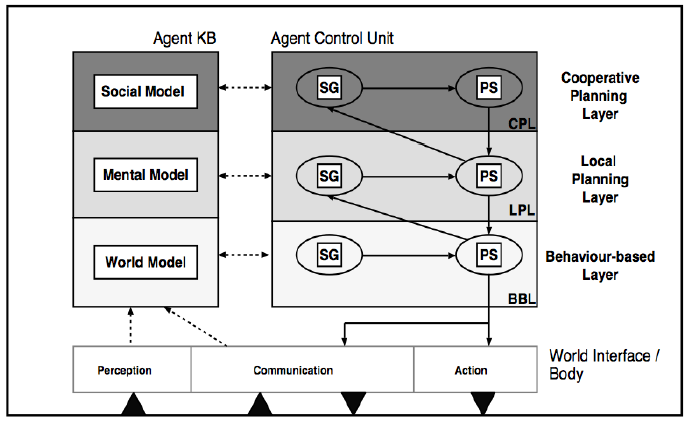 Agent KB
Agent Control Unit
Social Model
SG
PS
CPL
Cooperative
Planning
Layer
Mental Model
SG
PS
LPL
Local
Planning
Layer
World Model
SG
PS
BBL
Behaviour-based
Layer
Perception
Communication
Action
World Interface /
Body